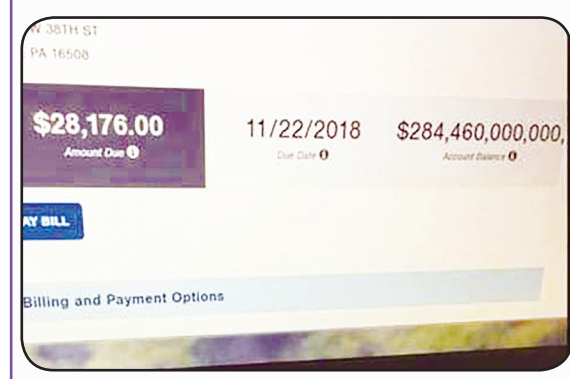 W 38TH ST
PA 16508
$28,176.00 11/22/2018 $284,460,000,000,
Amount Due Due Date Account Balance
AY BILL
Billing and Payment Options